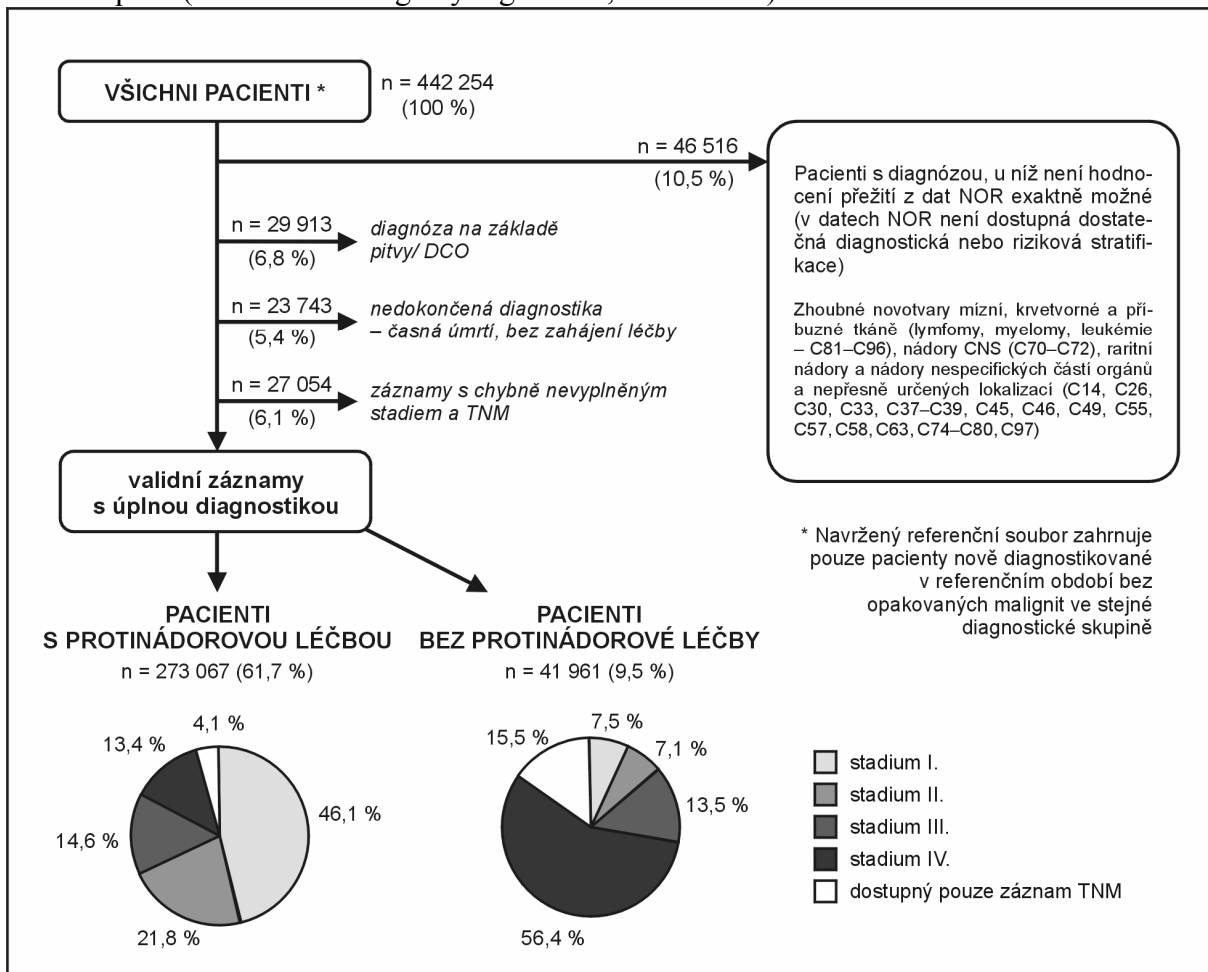 VŠICHNI PACIENTI *
n = 442 254
(100 %)
n = 46 516
(10,5 %)
Pacienti s diagnózou, u níž není hodno-
cení přežití z dat NOR exaktně možné
(v datech NOR není dostupná dostate-
čná diagnostická nebo riziková stratifi-
kace)
Zhoubné novotvary mízní, krvetvorné a pří-
buzné tkáně (lymfomy, myelomy, leukémie
– C81–C96), nádory CNS (C70–C72), raritní
nádory a nádory nespecifických částí orgánů
a nepřesně určených lokalizací (C14, C26,
C30, C33, C37–C39, C45, C46, C49, C55,
C57, C58, C63, C74–C80, C97)
n = 29 913
(6,8 %)
diagnóza na základě
pitvy/ DCO
n = 23 743
(5,4 %)
nedokončená diagnostika
– časná úmrtí, bez zahájení léčby
n = 27 054
(6,1 %)
záznamy s chybně nevyplněným
stadiem a TNM
validní záznamy
s úplnou diagnostikou
* Navržený referenční soubor zahrnuje
pouze pacienty nově diagnostikované
v referenčním období bez
opakovaných malignit ve stejné
diagnostické skupině
PACIENTI
S PROTINÁDOROVOU LÉČBOU
n = 273 067 (61,7 %)
PACIENTI
BEZ PROTINÁDOROVÉ LÉČBY
n = 41 961 (9,5 %)
4,1 %
13,4 %
46,1 %
14,6 %
21,8 %
7,5 %
15,5 %
7,1 %
13,5 %
56,4 %
stadium I.
stadium II.
stadium III.
stadium IV.
dostupný pouze záznam TNM